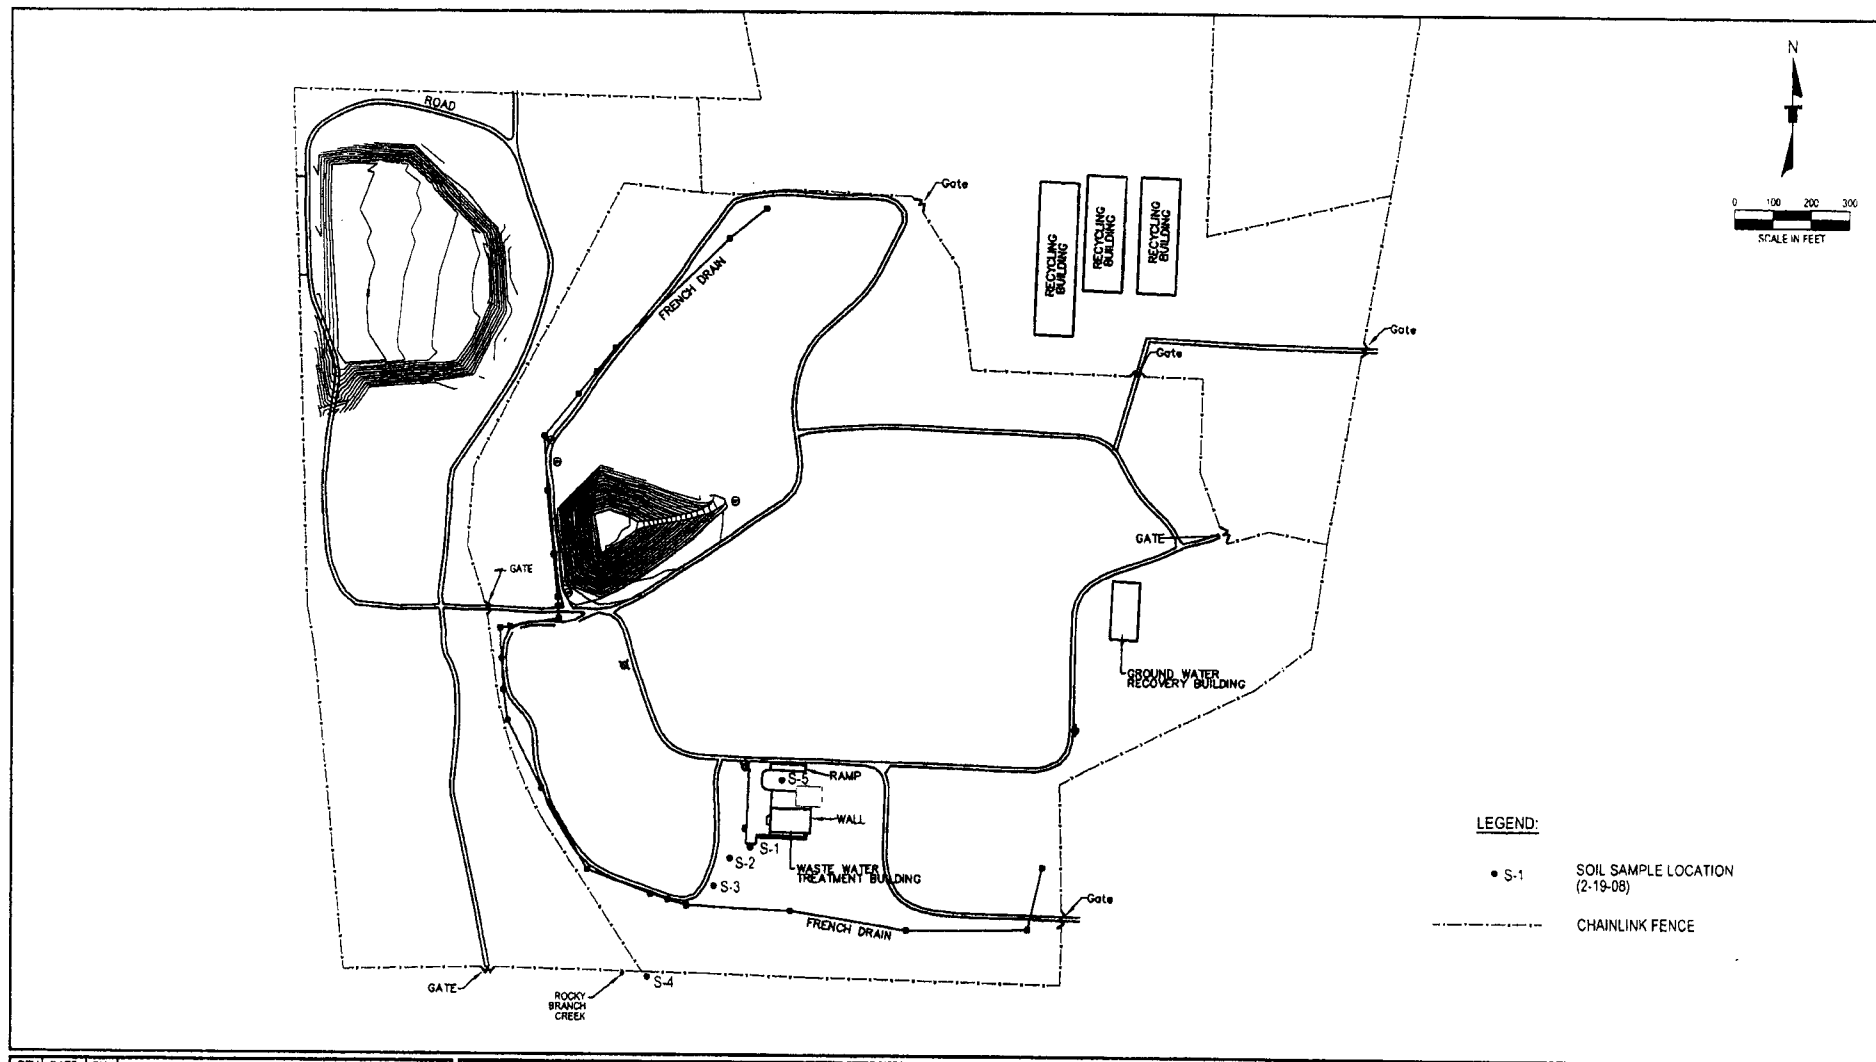 N
0 100 200 300
SCALE IN FEET
ROAD
Gate
RECYCLING
BUILDING
RECYCLING
BUILDING
RECYCLING
BUILDING
FRENCH DRAIN
Gate
Gate
GATE
GATE
GROUND WATER
RECOVERY BUILDING
S-5
RAMP
WALL
S-1
S-2
WASTE WATER
TREATMENT BUILDING
S-3
Gate
FRENCH DRAIN
S-4
GATE
ROCKY
BRANCH
CREEK
LEGEND:
S-1
SOIL SAMPLE LOCATION
(2-19-08)
CHAINLINK FENCE